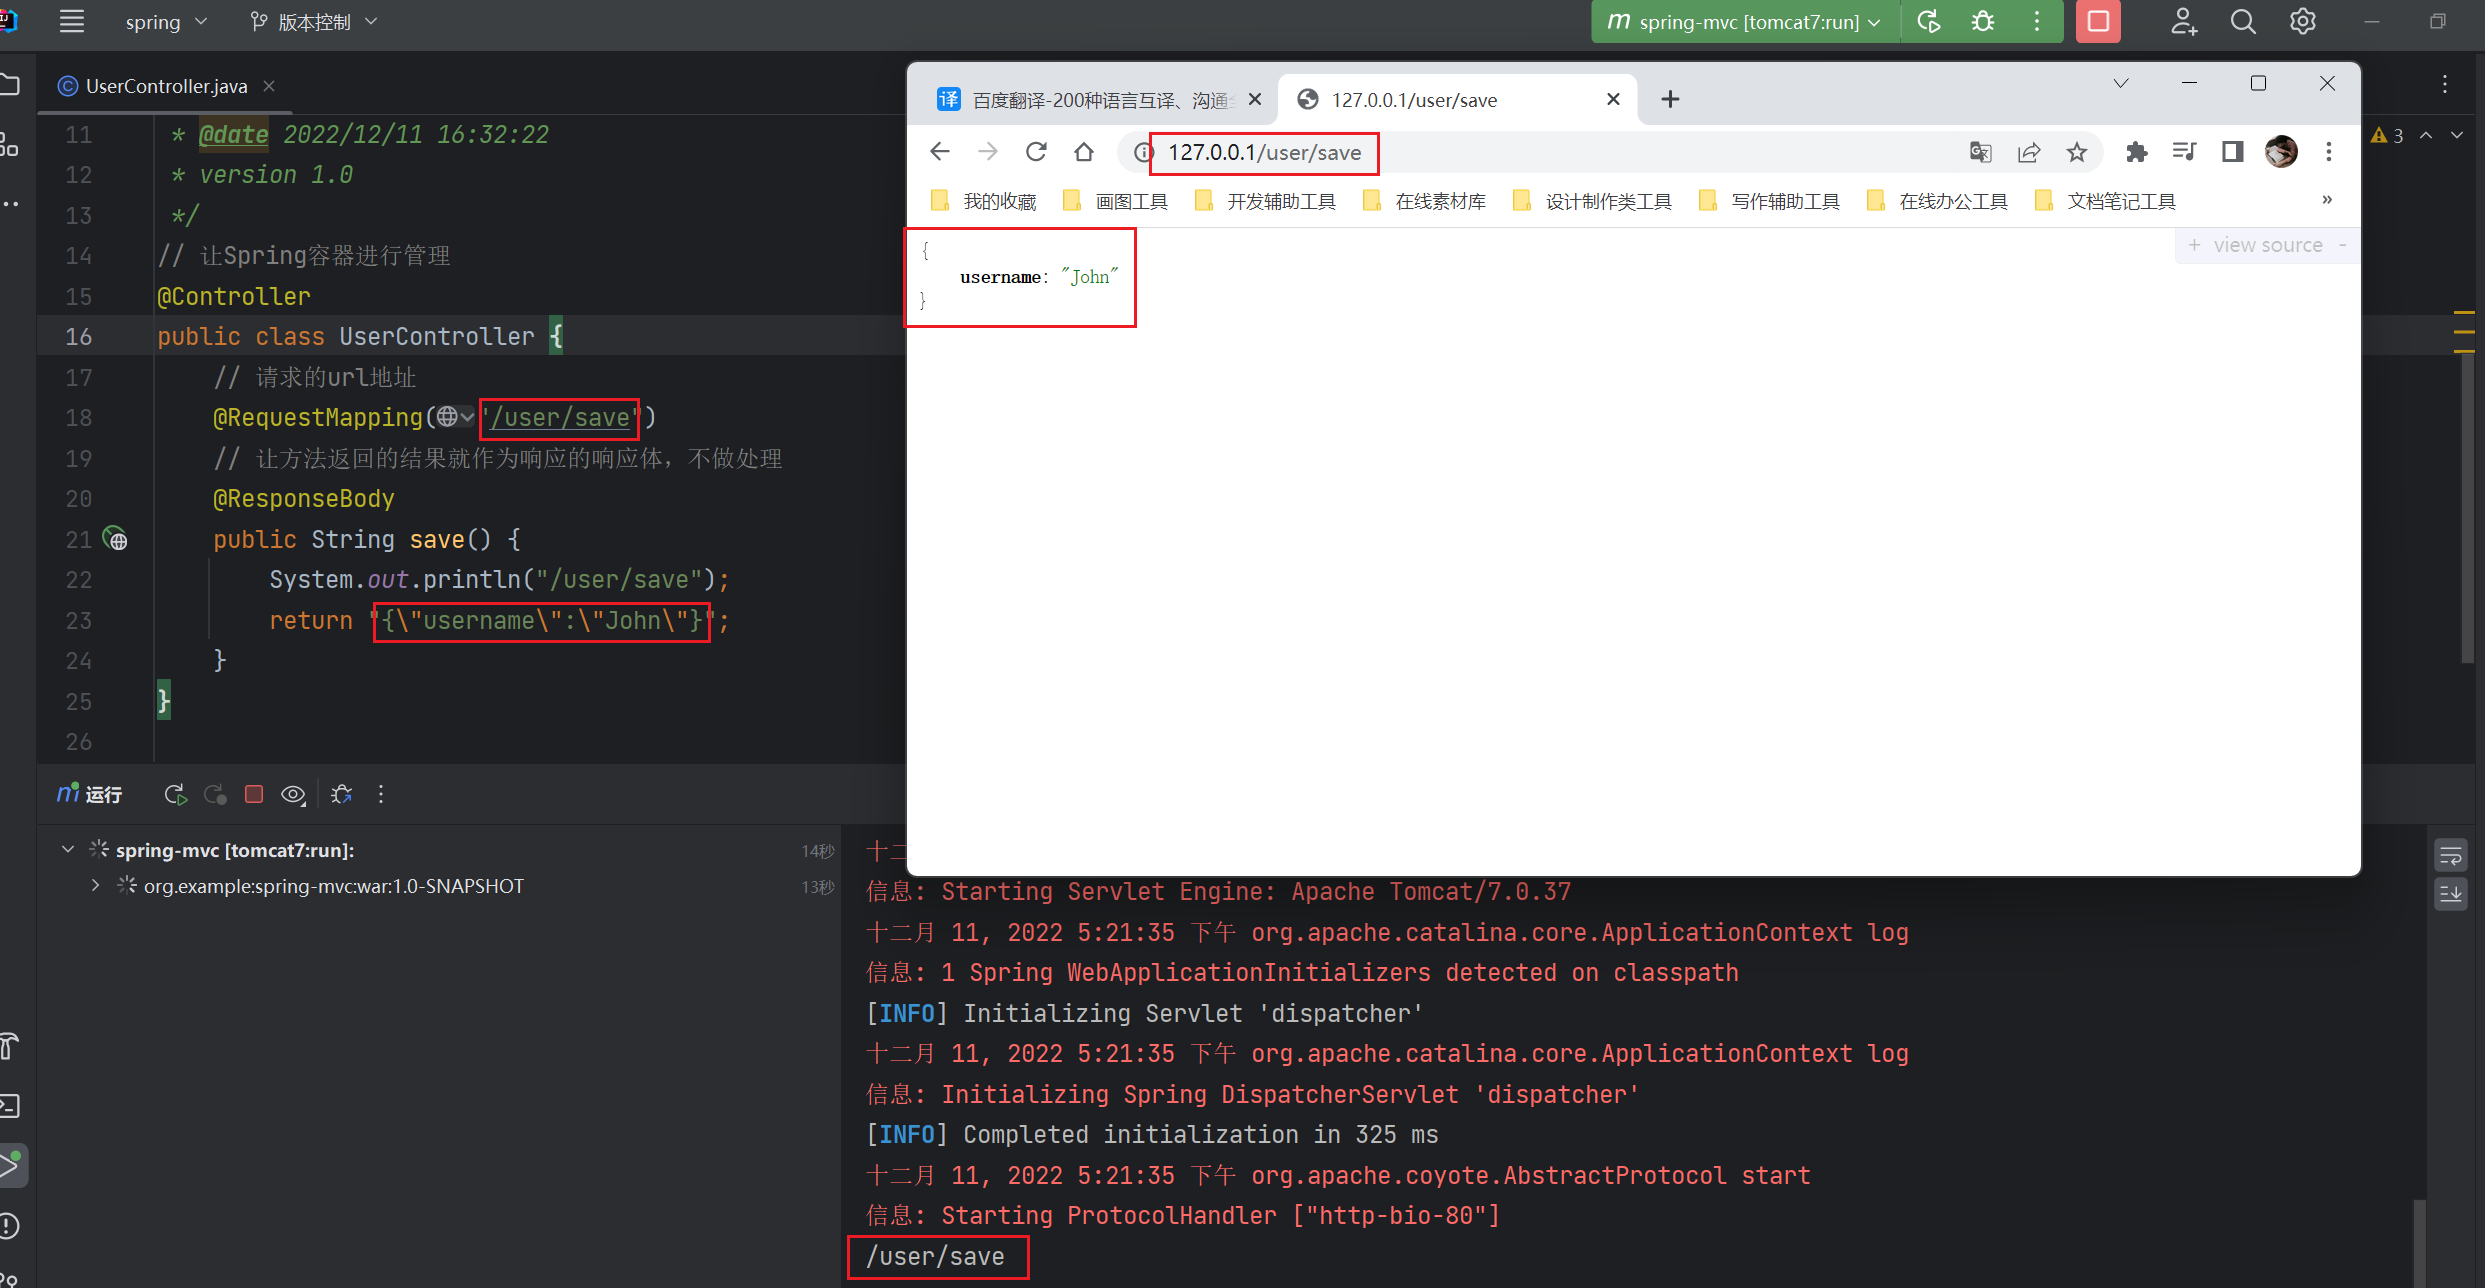 spring
版本控制
spring-mvc [tomcat7:run]
UserController.java
11 * @date 2022/12/11 16:32:22
12 * version 1.0
13 */
14 // 让Spring容器进行管理
15 @Controller
16 public class UserController {
17 // 请求的url地址
18 @RequestMapping("/user/save")
19 // 让方法返回的结果就作为响应的响应体，不做处理
20 @ResponseBody
21 public String save() {
22 System.out.println("/user/save");
23 return "{\"username\":\"John\"}";
24 }
25 }
26
3
百度翻译-200种语言互译、沟通
127.0.0.1/user/save
127.0.0.1/user/save
我的收藏 画图工具 开发辅助工具 在线素材库 设计制作类工具 写作辅助工具 在线办公工具 文档笔记工具 »
{
username: "John"
}
+ view source -
运行
spring-mvc [tomcat7:run]: 14秒
org.example:spring-mvc:war:1.0-SNAPSHOT 13秒
信息: Starting Servlet Engine: Apache Tomcat/7.0.37
十二月 11, 2022 5:21:35 下午 org.apache.catalina.core.ApplicationContext log
信息: 1 Spring WebApplicationInitializers detected on classpath
[INFO] Initializing Servlet 'dispatcher'
十二月 11, 2022 5:21:35 下午 org.apache.catalina.core.ApplicationContext log
信息: Initializing Spring DispatcherServlet 'dispatcher'
[INFO] Completed initialization in 325 ms
十二月 11, 2022 5:21:35 下午 org.apache.coyote.AbstractProtocol start
信息: Starting ProtocolHandler ["http-bio-80"]
/user/save